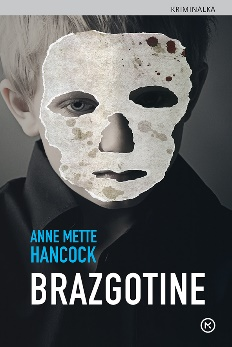 KRIMINALKA
ANNE METTE
HANCOCK
BRAZGOTINE
M